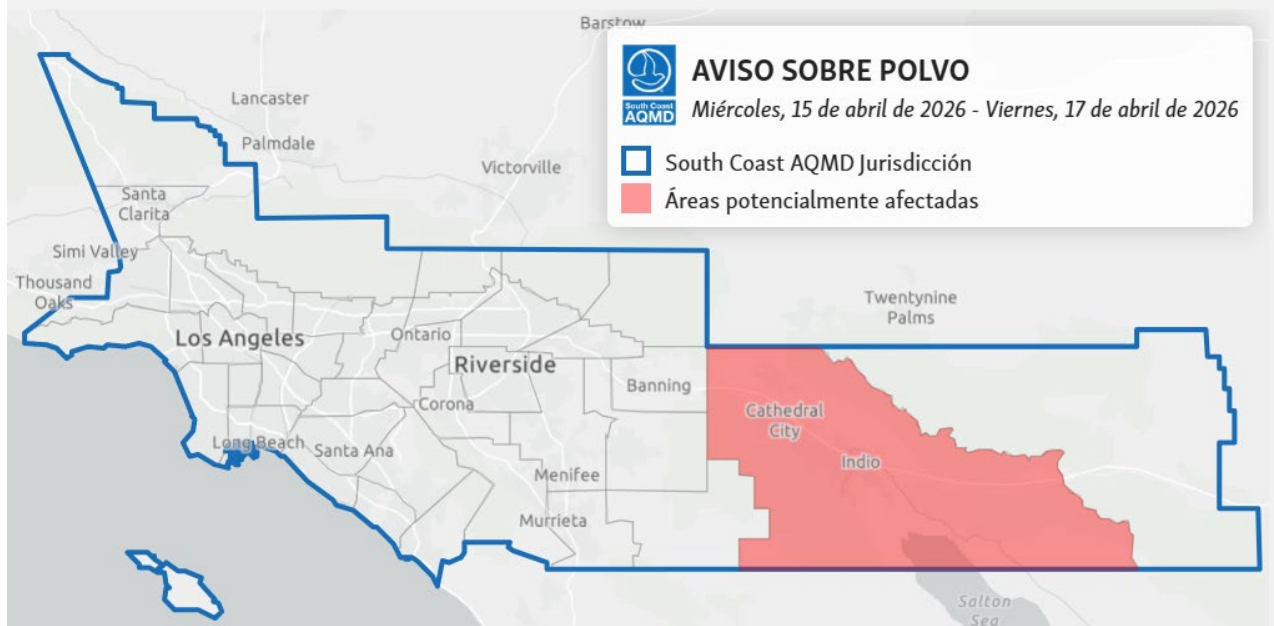 Barstow
South Coast
AQMD
AVISO SOBRE POLVO
Miércoles, 15 de abril de 2026 - Viernes, 17 de abril de 2026
South Coast AQMD Jurisdicción
Áreas potencialmente afectadas
Lancaster
Palmdale
Victorville
Santa
Clarita
Simi Valley
Thousand
Oaks
Twentynine
Palms
Los Angeles
Ontario
Riverside
Banning
Corona
Cathedral
City
Long Beach
Santa Ana
Indio
Menifee
Murrieta
Salton
Sea